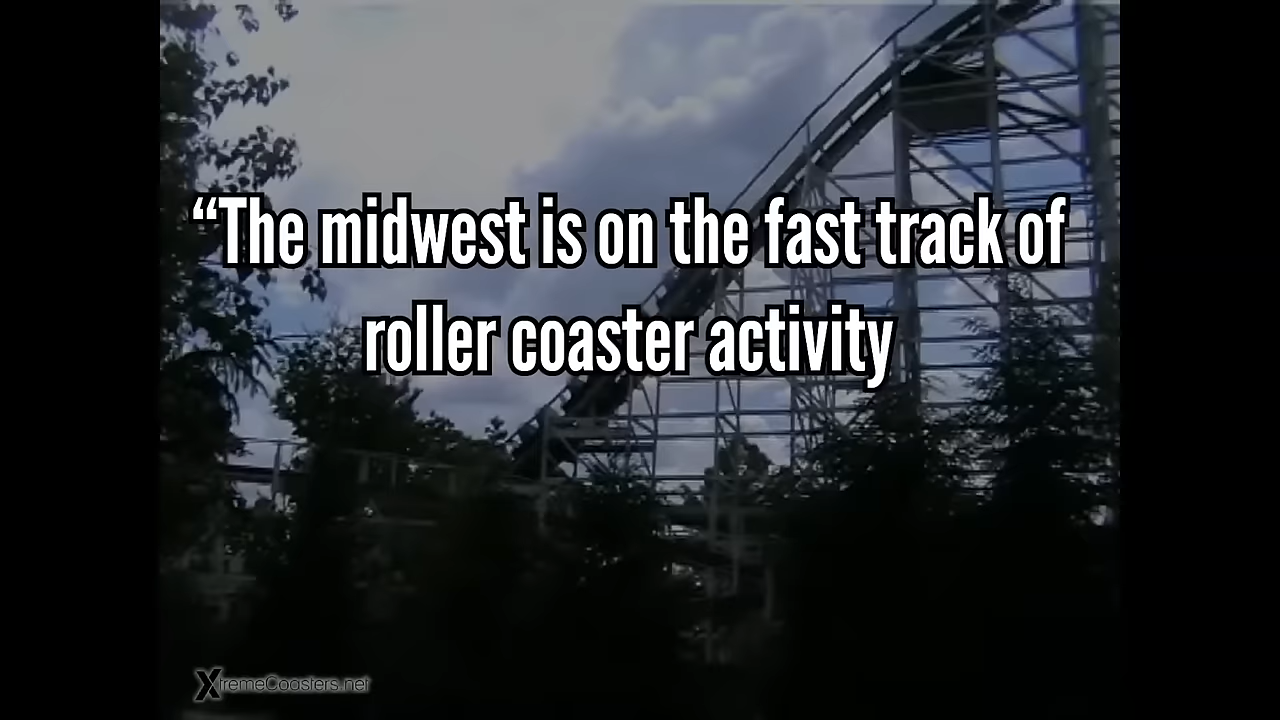 “The midwest is on the fast track of
roller coaster activity
XtremeCoasters.net